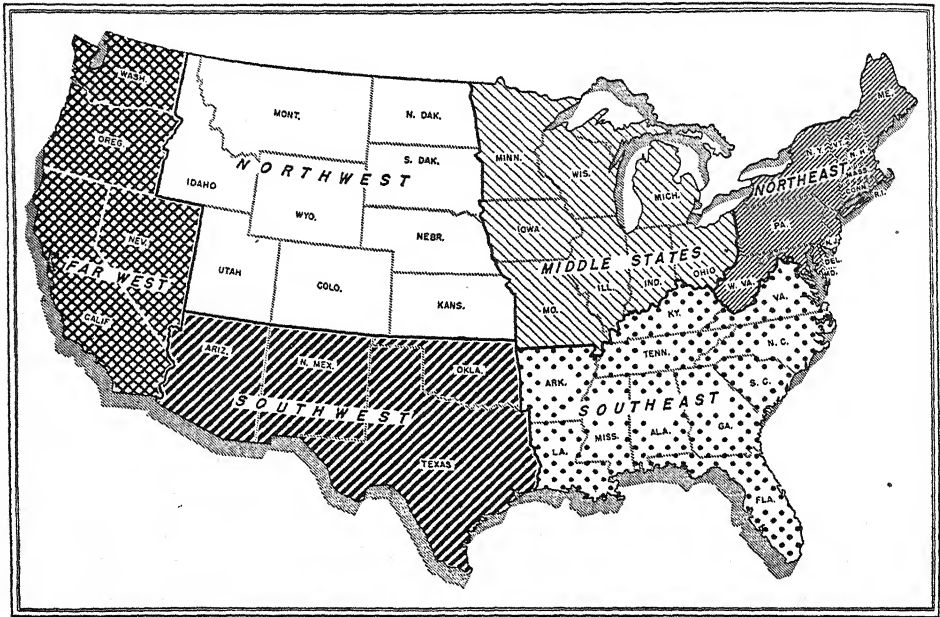 WASH.
OREG.
NEV.
CALIF
FAR WEST
MONT.
IDAHO
WYO.
N. DAK.
S. DAK.
NEBR.
UTAH
COLO.
KANS.
NORTHWEST
MINN.
WIS.
MICH.
IOWA
MO.
ILL.
IND.
OHIO
MIDDLE STATES
ME.
N.Y.
VT.
N.H.
MASS.
CONN.
R.I.
PA.
N.J.
DEL.
MD.
W. VA.
NORTHEAST
ARIZ.
N. MEX.
OKLA.
TEXAS
SOUTHWEST
KY.
VA.
TENN.
N. C.
ARK.
S. C.
MISS.
ALA.
GA.
LA.
FLA.
SOUTHEAST